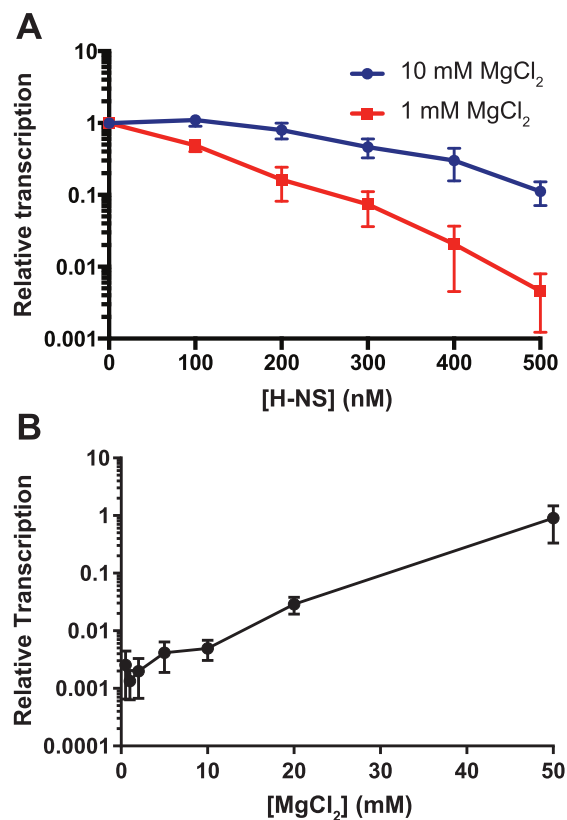 A
10
1
0.1
0.01
0.001
Relative transcription
10 mM MgCl₂
1 mM MgCl₂
0 100 200 300 400 500
[H-NS] (nM)
B
10
1
0.1
0.01
0.001
0.0001
Relative Transcription
0 10 20 30 40 50
[MgCl₂] (mM)